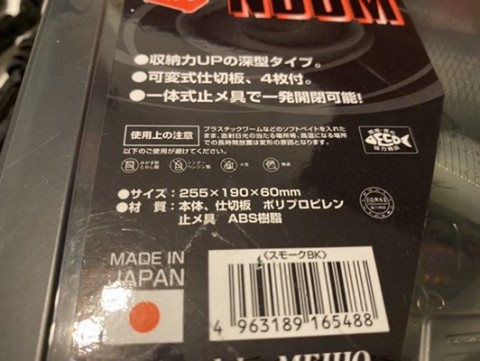 NDDM
●収納力UPの深型タイプ。
●可変式仕切板、4枚付。
●一体式止メ具で一発開閉可能!
使用上の注意
プラスチックワームなどのソフトベイトを入れた
まま、直射日光の当たる場所等、高温になる場所
での長時間放置は変形の原因となります。
以下のご使用が避けてください。
●サイズ：255×190×60mm
●材　質：本体、仕切板　ポリプロピレン
止メ具　ABS樹脂
MADE IN
JAPAN
〈スモークBK〉
4 963189 165488
MEIHO